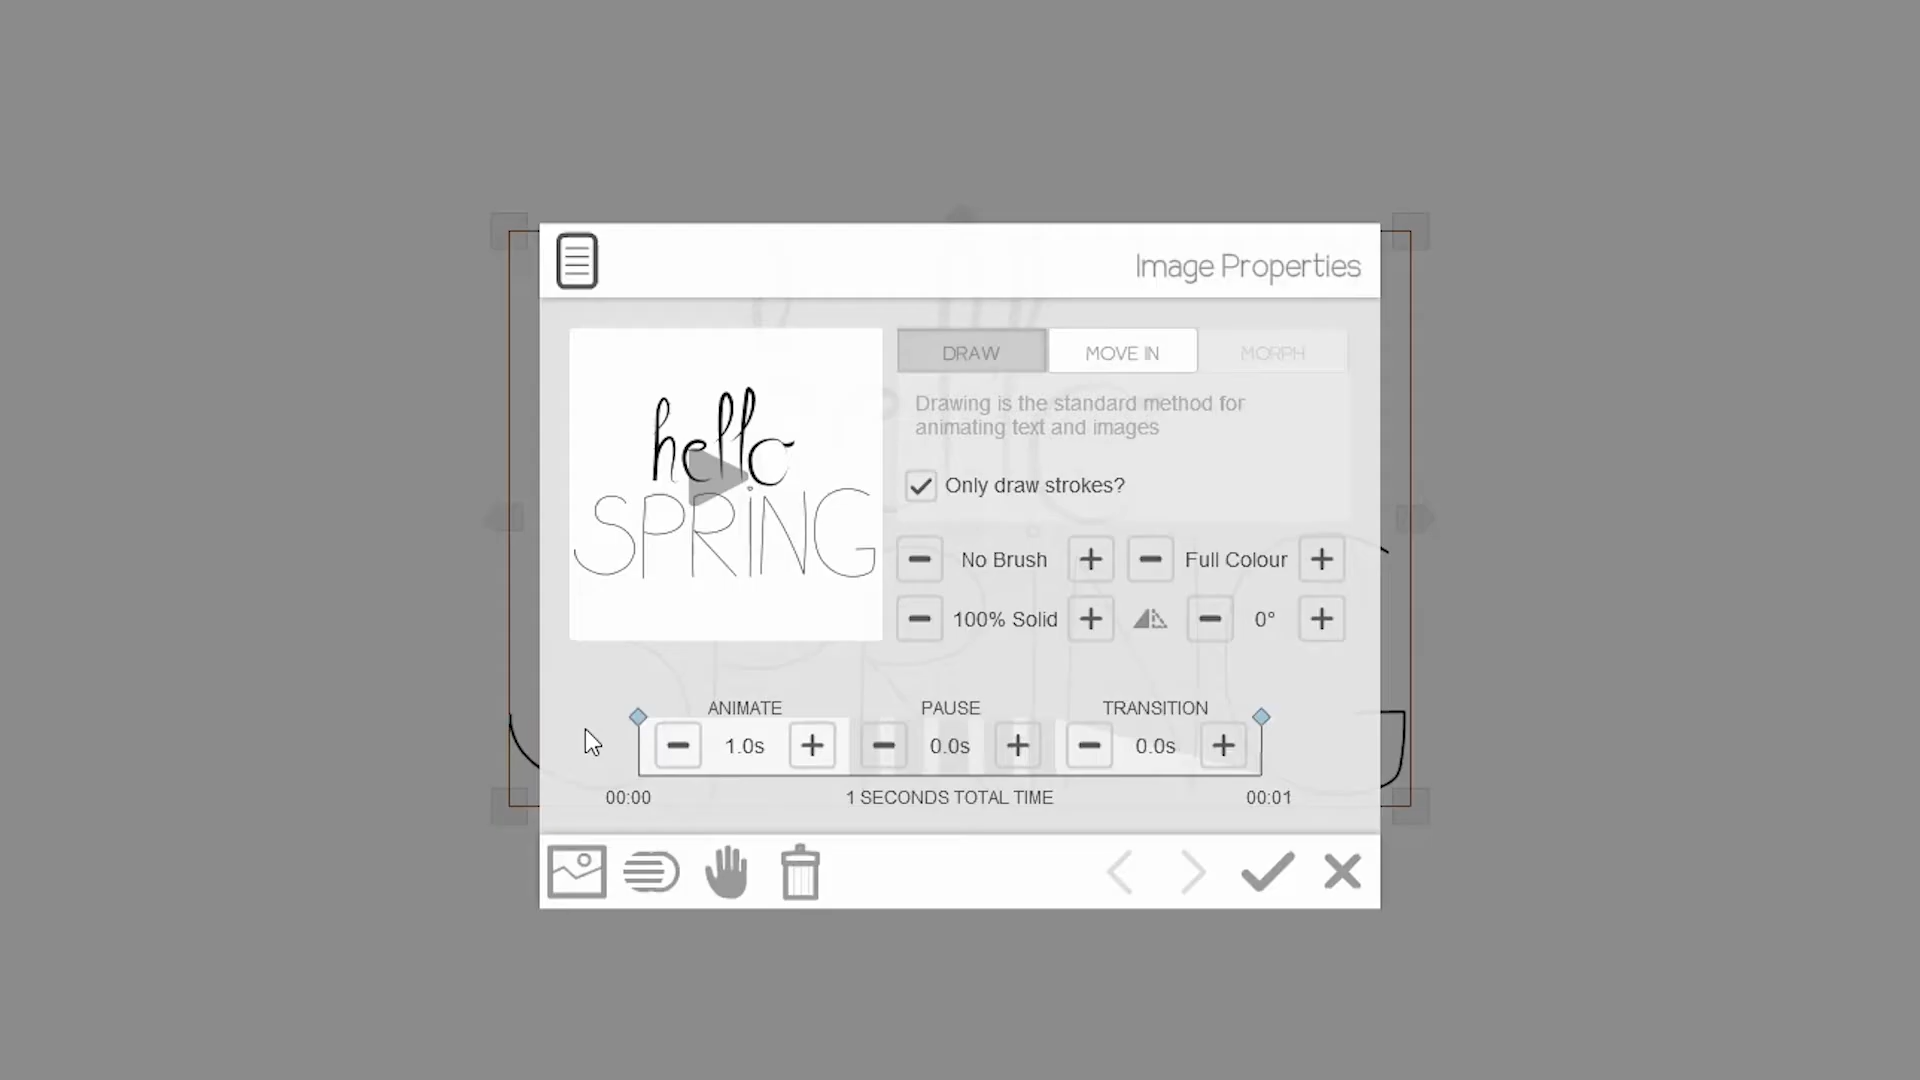 Image Properties
hello
SPRING
DRAW MOVE IN MORPH
Drawing is the standard method for
animating text and images
Only draw strokes?
No Brush Full Colour
100% Solid 0°
ANIMATE PAUSE TRANSITION
1.0s 0.0s 0.0s
00:00 1 SECONDS TOTAL TIME 00:01